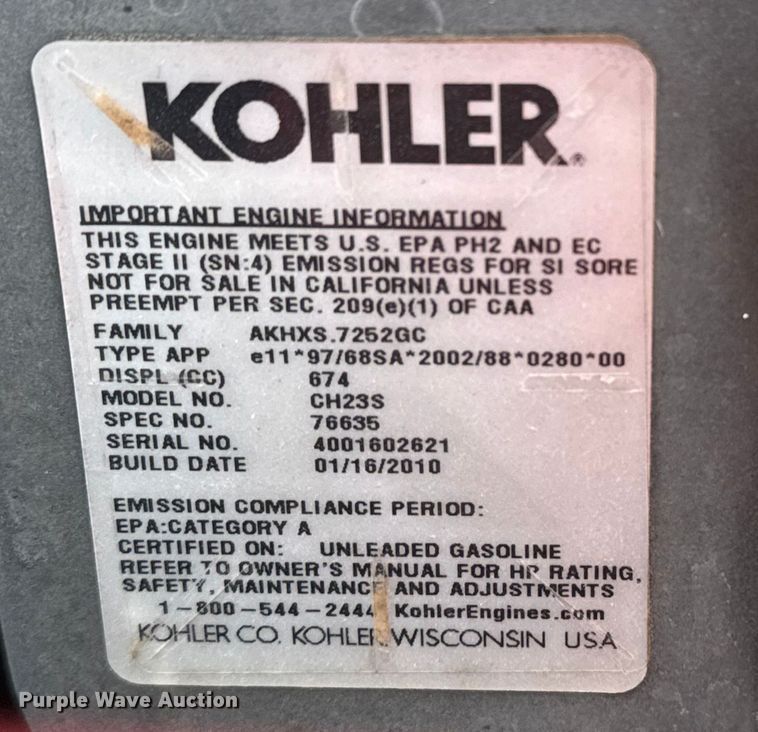 KOHLER.®
IMPORTANT ENGINE INFORMATION
THIS ENGINE MEETS U.S. EPA PH2 AND EC
STAGE II (SN:4) EMISSION REGS FOR SI SORE
NOT FOR SALE IN CALIFORNIA UNLESS
PREEMPT PER SEC. 209(e)(1) OF CAA
FAMILY AKHXS.7252GC
TYPE APP e11*97/68SA*2002/88*0280*00
DISPL (CC) 674
MODEL NO. CH23S
SPEC NO. 76635
SERIAL NO. 4001602621
BUILD DATE 01/16/2010
EMISSION COMPLIANCE PERIOD:
EPA:CATEGORY A
CERTIFIED ON: UNLEADED GASOLINE
REFER TO OWNER'S MANUAL FOR HP RATING,
SAFETY, MAINTENANCE AND ADJUSTMENTS
1-800-544-2444 KohlerEngines.com
KOHLER CO. KOHLER WISCONSIN USA
Purple Wave Auction